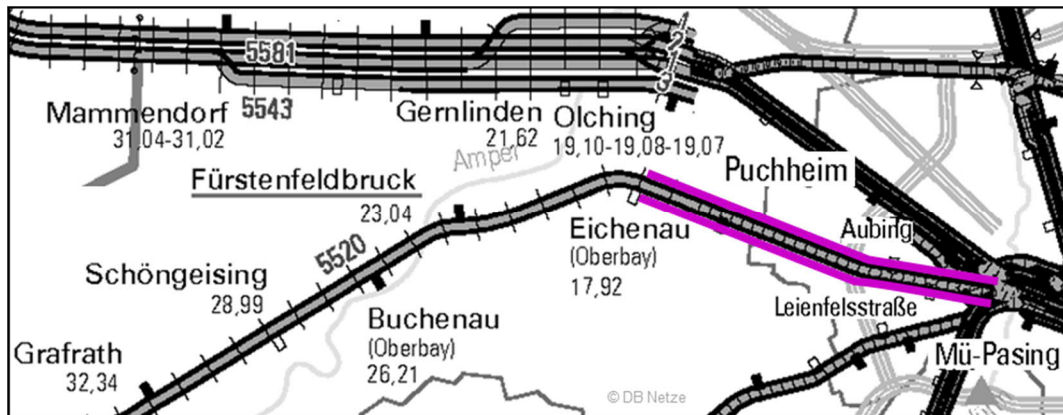 5581
2
3
Mammendorf
31,04-31,02
5543
Gernlinden
21,62
Olching
19,10-19,08-19,07
Amper
Puchheim
Fürstenfeldbruck
23,04
Eichenau
(Oberbay)
17,92
Aubing
5520
Schöngeising
28,99
Leienfelsstraße
Buchenau
(Oberbay)
26,21
Grafrath
32,34
Mü-Pasing
© DB Netze